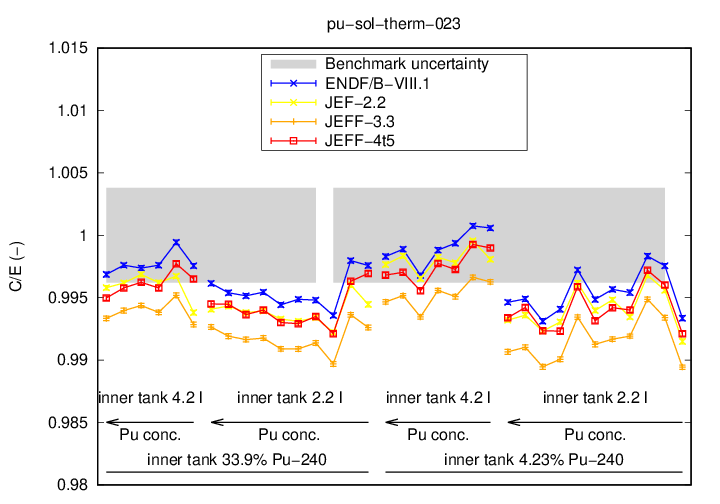 pu-sol-therm-023
1.015
1.01
1.005
1
0.995
0.99
0.985
0.98
C/E (−)
Benchmark uncertainty
ENDF/B−VIII.1
JEF−2.2
JEFF−3.3
JEFF−4t5
inner tank 4.2 l inner tank 2.2 l inner tank 4.2 l inner tank 2.2 l
Pu conc. Pu conc. Pu conc. Pu conc.
inner tank 33.9% Pu−240 inner tank 4.23% Pu−240